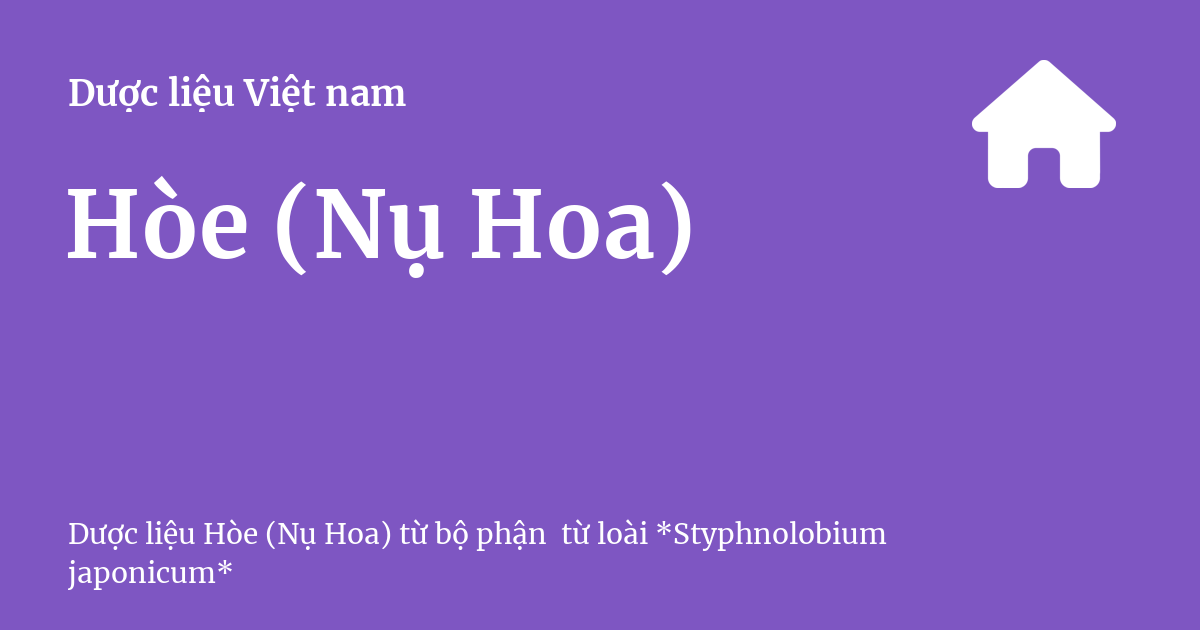 Dược liệu Việt nam
Hòe (Nụ Hoa)
Dược liệu Hòe (Nụ Hoa) từ bộ phận  từ loài *Styphnolobium
japonicum*